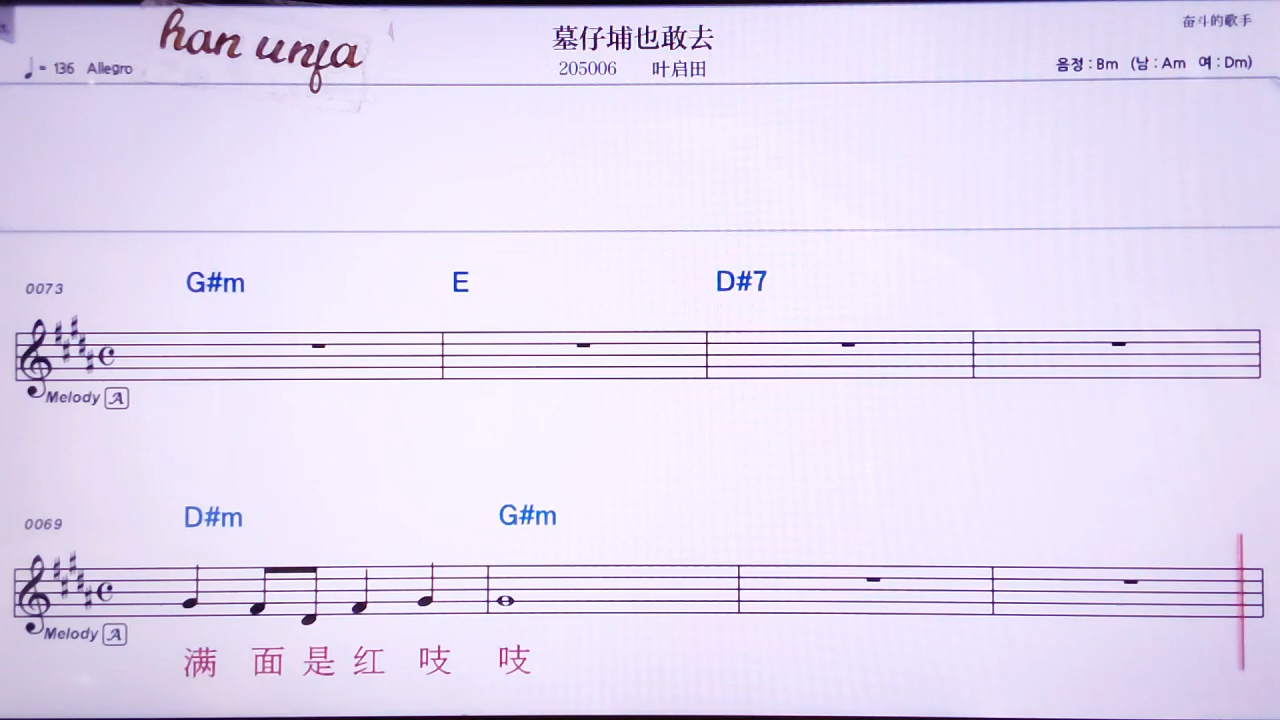 han unfa
墓仔埔也敢去
奋斗的歌手
♩= 136 Allegro
205006 叶启田
음정 : Bm (남 : Am 여 : Dm)
0073
G#m E D#7
Melody A
0069
D#m G#m
Melody A
满 面 是 红 吱 吱